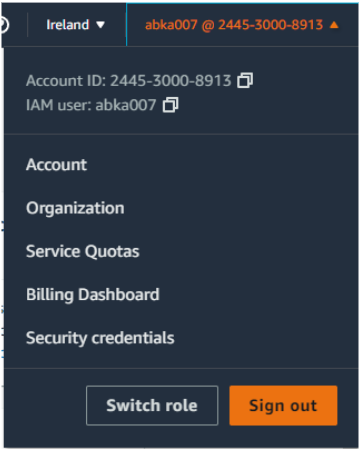 Ireland ▼ abka007 @ 2445-3000-8913 ▲
Account ID: 2445-3000-8913
IAM user: abka007
Account
Organization
Service Quotas
Billing Dashboard
Security credentials
Switch role Sign out